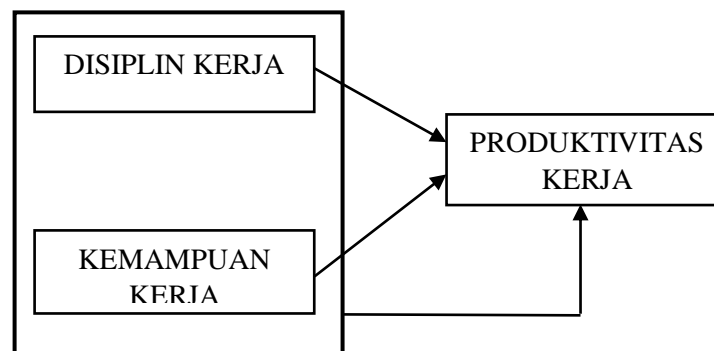 DISIPLIN KERJA
PRODUKTIVITAS
KERJA
KEMAMPUAN
KERJA